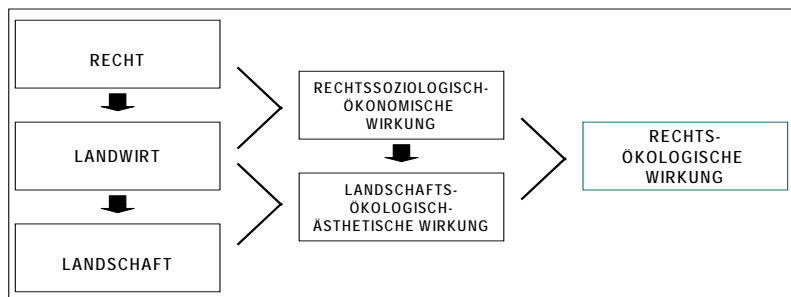 RECHT
LANDWIRT
LANDSCHAFT
RECHTSSOZIOLOGISCH-
ÖKONOMISCHE
WIRKUNG
LANDSCHAFTS-
ÖKOLOGISCH-
ÄSTHETISCHE WIRKUNG
RECHTS-
ÖKOLOGISCHE
WIRKUNG